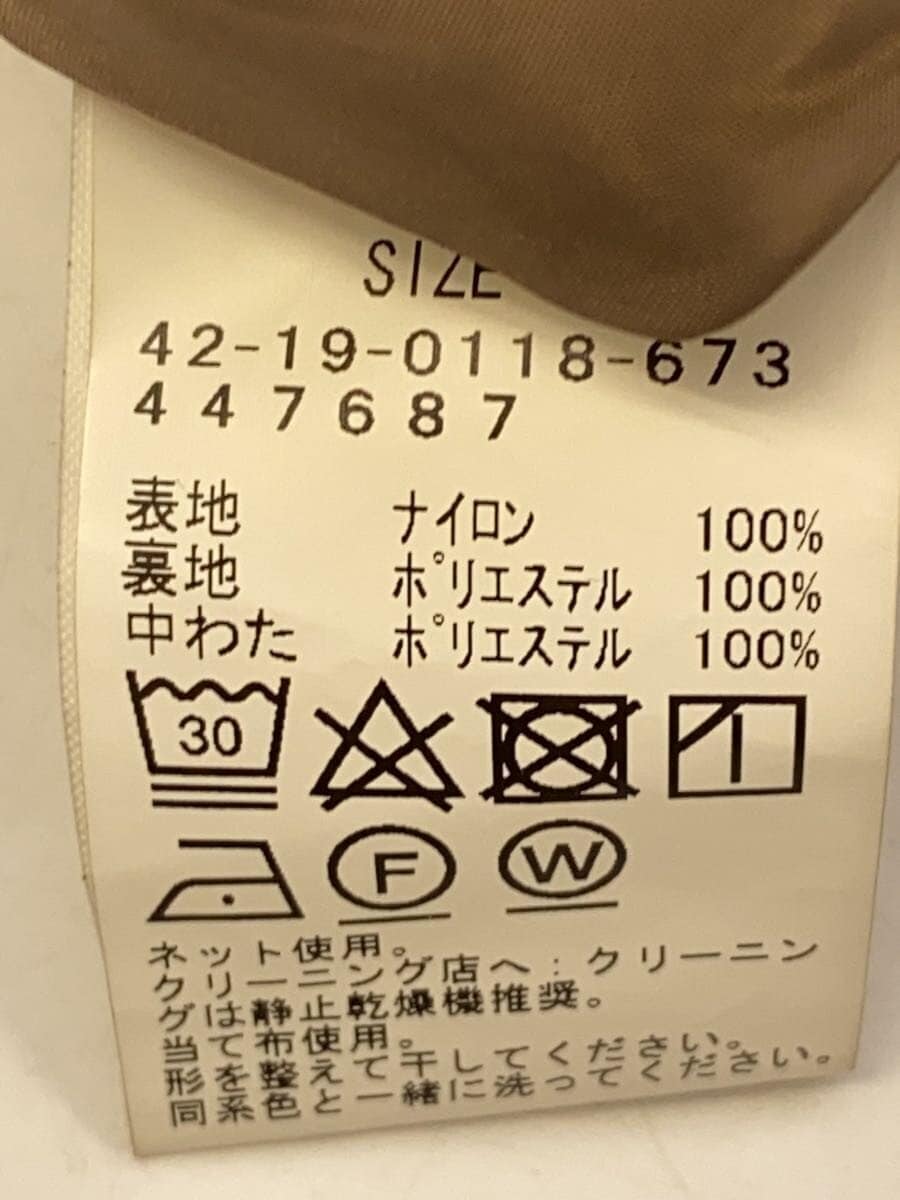 SIZE
42-19-0118-673
447687
表地 ナイロン 100%
裏地 ポリエステル 100%
中わた ポリエステル 100%
30
F W
ネット使用。
クリーニング店へ:クリーニン
グは静止乾燥機推奨。
当て布使用。
形を整えて干してください。
同系色と一緒に洗ってください。